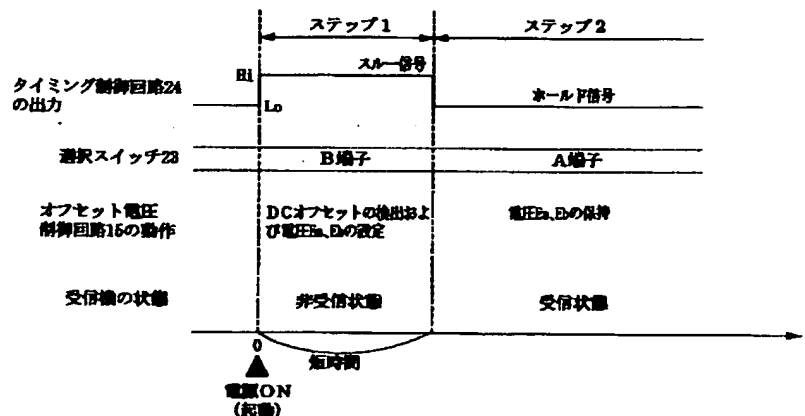 ステップ1
ステップ2
Hi
スルー信号
タイミング制御回路24
の出力
Lo
ホールド信号
選択スイッチ23
B端子
A端子
オフセット電圧
制御回路15の動作
DCオフセットの検出およ
び電圧Ea、Ebの設定
電圧Ea、Ebの保持
受信機の状態
非受信状態
受信状態
0
短時間
電源ON
(起動)